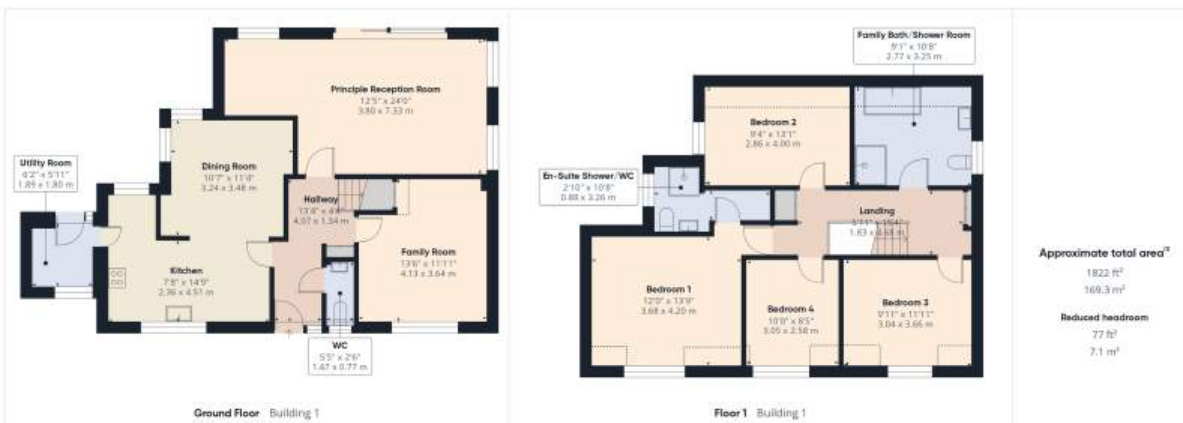 Principle Reception Room
12'5" x 24'0"
3.80 x 7.33 m
Dining Room
10'7" x 11'4"
3.24 x 3.48 m
Utility Room
6'2" x 5'11"
1.89 x 1.80 m
Hallway
13'4" x 4'4"
4.07 x 1.34 m
Family Room
13'6" x 11'11"
4.13 x 3.64 m
Kitchen
7'8" x 14'9"
2.36 x 4.51 m
WC
5'5" x 2'6"
1.67 x 0.77 m
Ground Floor Building 1
Family Bath/Shower Room
9'1" x 10'8"
2.77 x 3.25 m
Bedroom 2
9'4" x 13'1"
2.86 x 4.00 m
En-Suite Shower/WC
2'10" x 10'8"
0.88 x 3.26 m
Landing
Bedroom 1
12'0" x 13'9"
3.68 x 4.20 m
Bedroom 4
10'0" x 8'5"
3.05 x 2.58 m
Bedroom 3
9'11" x 11'11"
3.04 x 3.66 m
Floor 1 Building 1
Approximate total area
1822 ft²
169.3 m²
Reduced headroom
77 ft²
7.1 m²